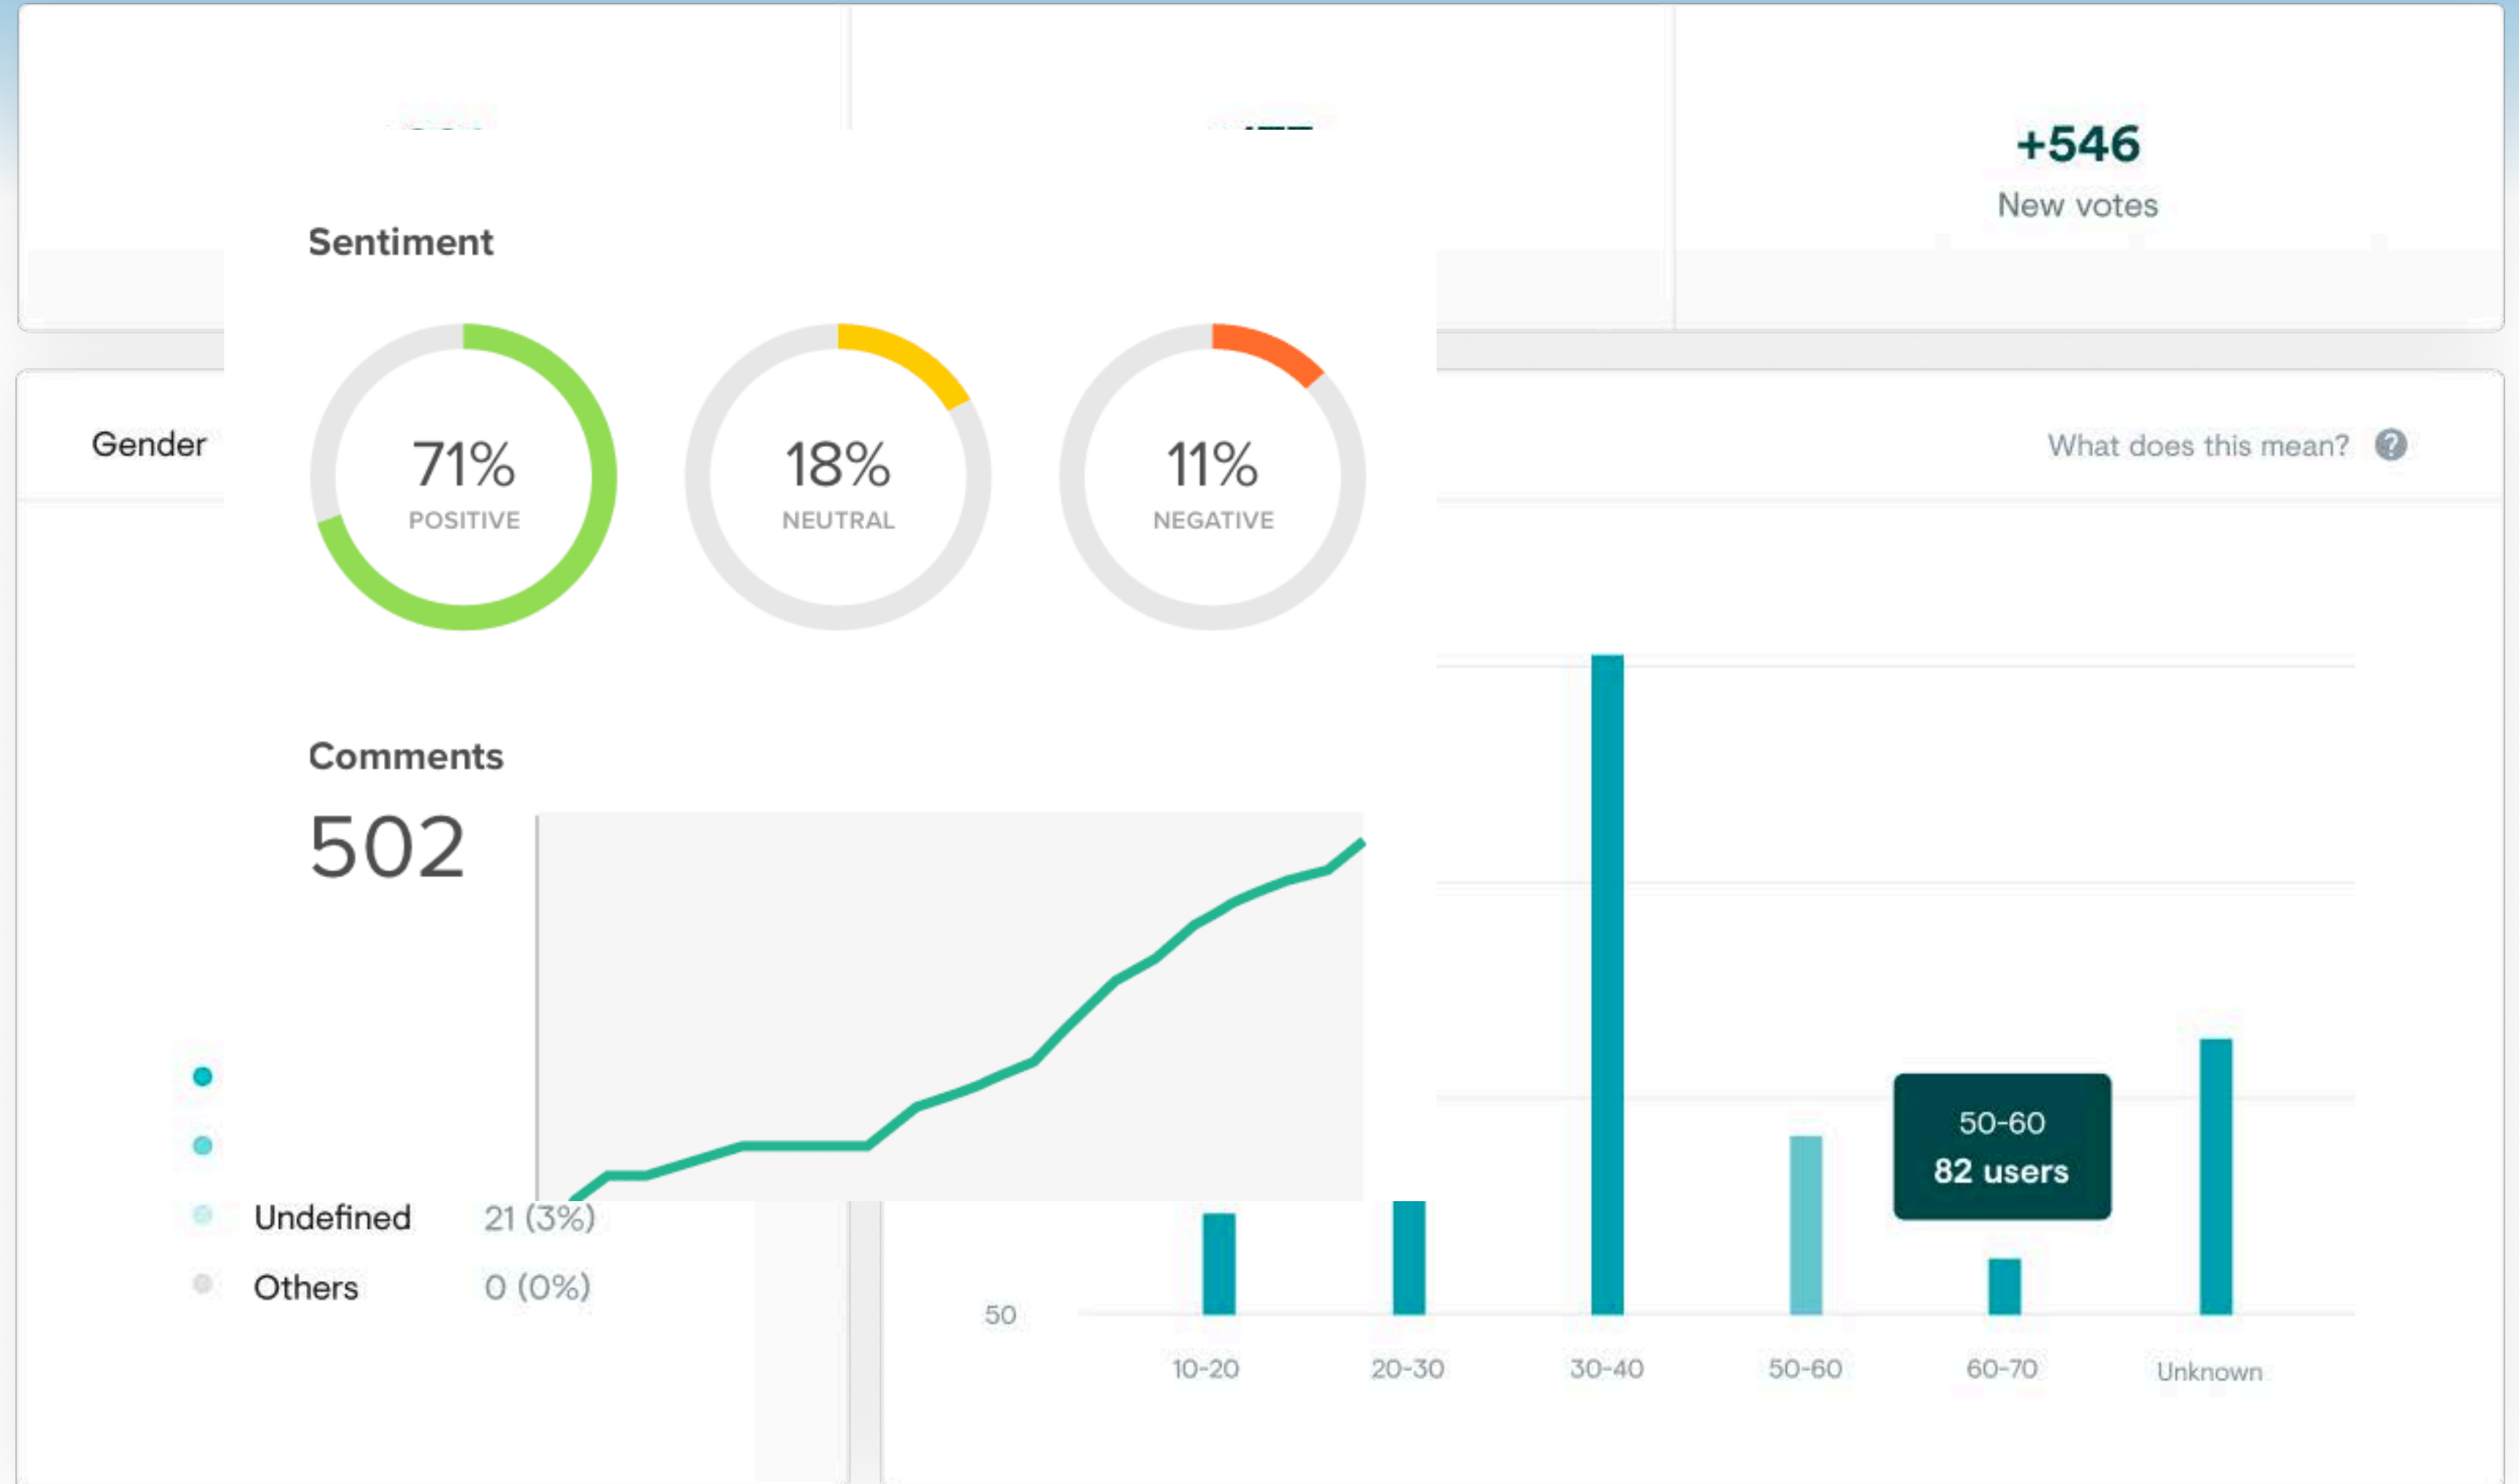 +546
New votes
Sentiment
71%
POSITIVE
18%
NEUTRAL
11%
NEGATIVE
Gender
What does this mean?
Comments
502
50-60
82 users
Undefined 21 (3%)
Others 0 (0%)
50
10-20 20-30 30-40 50-60 60-70 Unknown